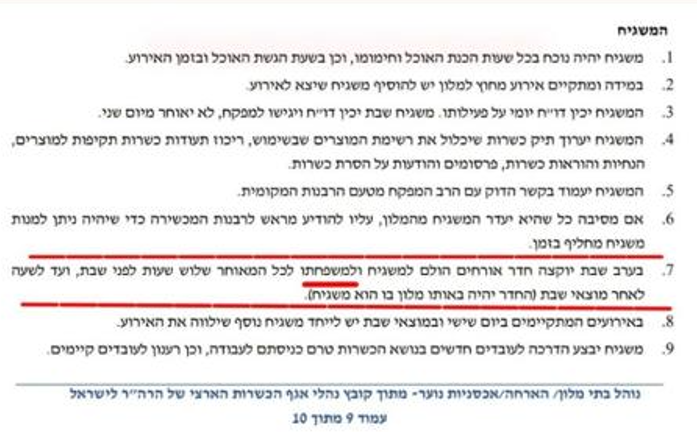 המשגיח
1. משגיח יהיה נוכח בכל שעות הכנת האוכל וחימומו, וכן בשעת הגשת האוכל ובזמן האירוע.
2. במידה ומתקיים אירוע מחוץ למלון יש להוסיף משגיח שיצא לאירוע.
3. המשגיח יכין דו״ח יומי על פעילותו. משגיח שבת יכין דו״ח ויגישו למפקח, לא יאוחר מיום שני.
4. המשגיח יערוך תיק כשרות שיכלול את רשימת המוצרים שבשימוש, ריכוז תעודות כשרות תקיפות למוצרים,
הנחיות והוראות כשרות, פרסומים והודעות על הסרת כשרות.
5. המשגיח יעמוד בקשר הדוק עם הרב המפקח מטעם הרבנות המקומית.
6. אם מסיבה כל שהיא יעדר המשגיח מהמלון, עליו להודיע מראש לרבנות המכשירה כדי שיהיה ניתן למנות
משגיח מחליף בזמן.
7. בערב שבת יוקצה חדר אורחים הולם למשגיח ולמשפחתו לכל המאוחר שלוש שעות לפני שבת, ועד לשעה
לאחר מוצאי שבת (החדר יהיה באותו מלון בו הוא משגיח).
8. באירועים המתקיימים ביום שישי ובמוצאי שבת יש לייחד משגיח נוסף שילווה את האירוע.
9. משגיח יבצע הדרכה לעובדים חדשים בנושא הכשרות טרם כניסתם לעבודה, וכן רענון לעובדים קיימים.
נוהל בתי מלון/ הארחה/אכסניות נוער- מתוך קובץ נהלי אגף הכשרות הארצי של הרה״ר לישראל
עמוד 9 מתוך 10